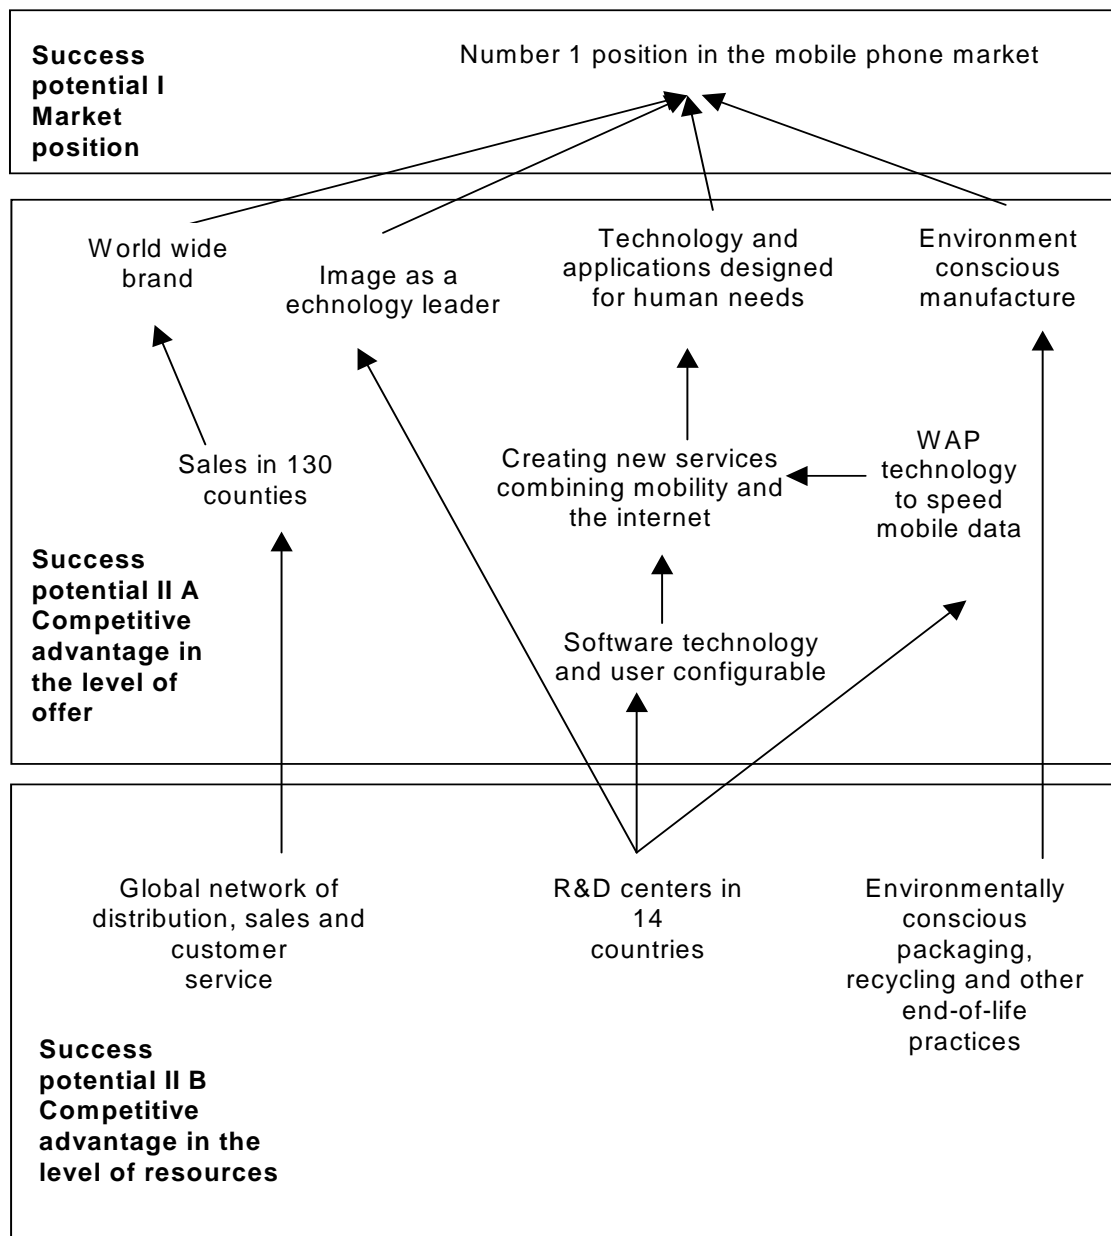 Success
potential I
Market
position
Number 1 position in the mobile phone market
World wide
brand
Image as a
echnology leader
Technology and
applications designed
for human needs
Environment
conscious
manufacture
Sales in 130
counties
Creating new services
combining mobility and
the internet
WAP
technology
to speed
mobile data
Success
potential II A
Competitive
advantage in
the level of
offer
Software technology
and user configurable
Global network of
distribution, sales and
customer
service
R&D centers in
14
countries
Environmentally
conscious
packaging,
recycling and other
end-of-life
practices
Success
potential II B
Competitive
advantage in the
level of resources